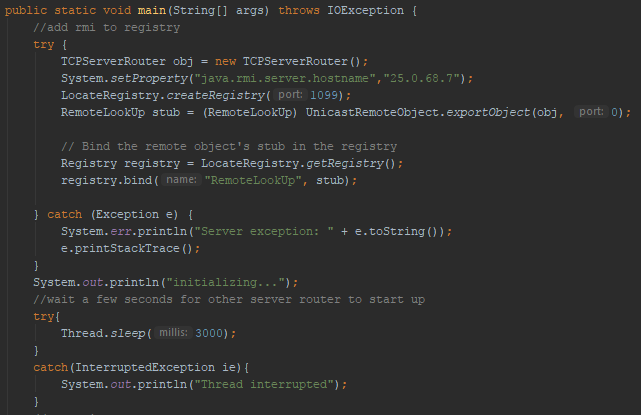 public static void main(String[] args) throws IOException {
    //add rmi to registry
    try {
        TCPServerRouter obj = new TCPServerRouter();
        System.setProperty("java.rmi.server.hostname","25.0.68.7");
        LocateRegistry.createRegistry( port: 1099);
        RemoteLookUp stub = (RemoteLookUp) UnicastRemoteObject.exportObject(obj, port: 0);

        // Bind the remote object's stub in the registry
        Registry registry = LocateRegistry.getRegistry();
        registry.bind( name: "RemoteLookUp", stub);

    } catch (Exception e) {
        System.err.println("Server exception: " + e.toString());
        e.printStackTrace();
    }
    System.out.println("initializing...");
    //wait a few seconds for other server router to start up
    try{
        Thread.sleep( millis: 3000);
    }
    catch(InterruptedException ie){
        System.out.println("Thread interrupted");
    }